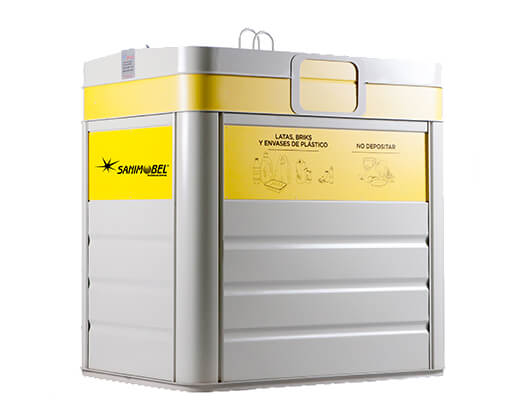 SANIMOBEL
LATAS, BRIKS
Y ENVASES DE PLÁSTICO
NO DEPOSITAR